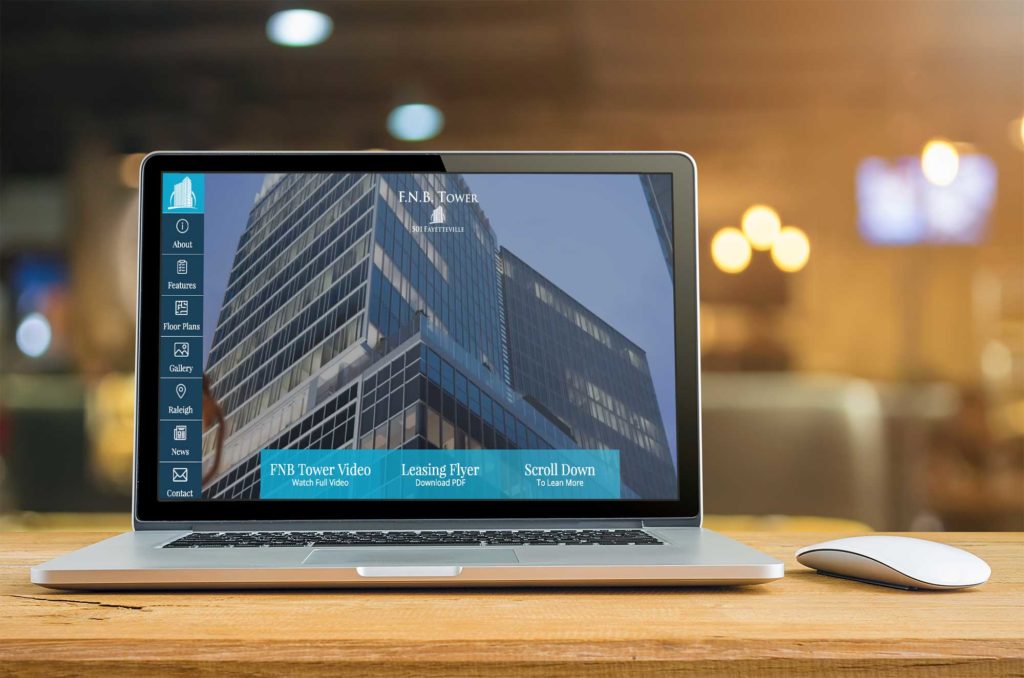 F.N.B. Tower
501 Fayetteville
About
Features
Floor Plans
Gallery
Raleigh
News
Contact
FNB Tower Video
Watch Full Video
Leasing Flyer
Download PDF
Scroll Down
To Lean More